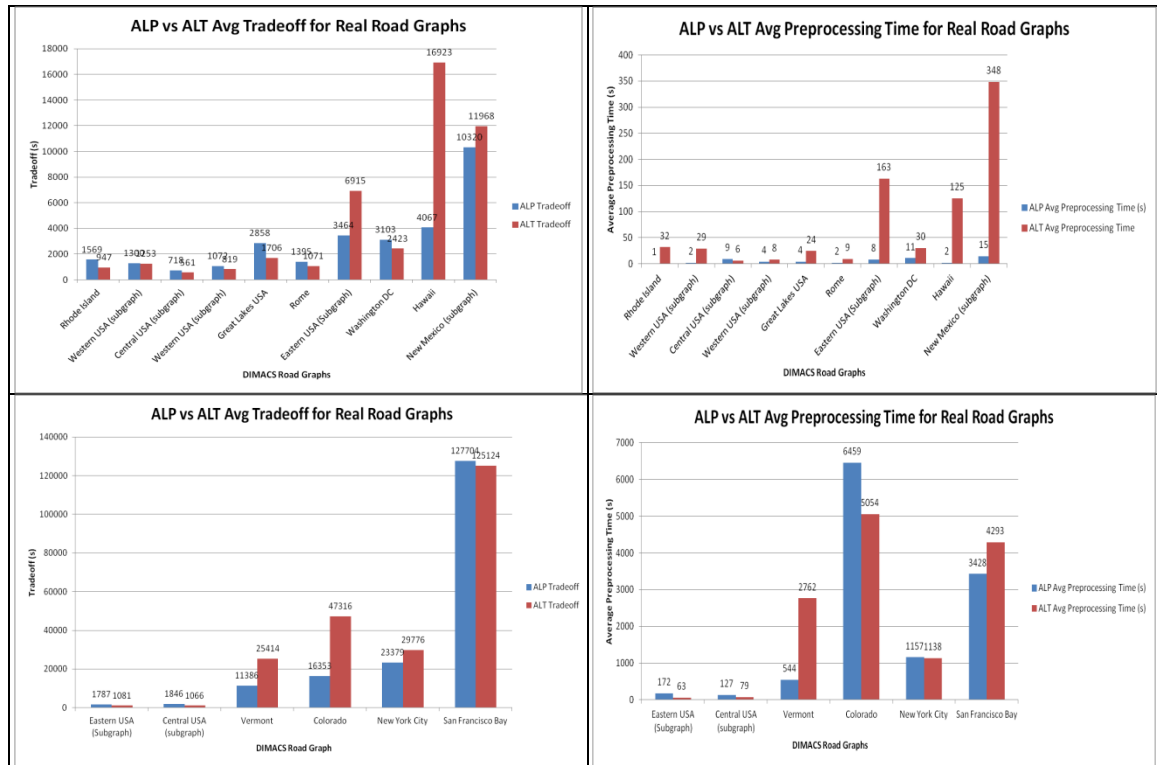 ALP vs ALT Avg Tradeoff for Real Road Graphs
18000
16000
14000
12000
10000
8000
6000
4000
2000
0
Tradeoff (s)
1569 947
1300 1253
718 561
1072 819
2858 1706
1395 1071
3464 6915
3103 2423
4067 16923
10320 11968
Rhode Island
Western USA (subgraph)
Central USA (subgraph)
Western USA (subgraph)
Great Lakes USA
Rome
Eastern USA (Subgraph)
Washington DC
Hawaii
New Mexico (subgraph)
DIMACS Road Graphs
ALP Tradeoff
ALT Tradeoff
ALP vs ALT Avg Preprocessing Time for Real Road Graphs
400
350
300
250
200
150
100
50
0
Average Preprocessing Time (s)
1 32
2 29
9 6
4 8
4 24
2 9
8 163
11 30
2 125
15 348
Rhode Island
Western USA (subgraph)
Central USA (subgraph)
Western USA (subgraph)
Great Lakes USA
Rome
Eastern USA (Subgraph)
Washington DC
Hawaii
New Mexico (subgraph)
DIMACS Road Graphs
ALP Avg Preprocessing Time (s)
ALT Avg Preprocessing Time
ALP vs ALT Avg Tradeoff for Real Road Graphs
140000
120000
100000
80000
60000
40000
20000
0
Tradeoff (s)
1787 1081
1846 1066
11386 25414
16353 47316
23379 29776
127704 125124
Eastern USA
(Subgraph)
Central USA
(subgraph)
Vermont
Colorado
New York City
San Francisco Bay
DIMACS Road Graph
ALP Tradeoff
ALT Tradeoff
ALP vs ALT Avg Preprocessing Time for Real Road Graphs
7000
6000
5000
4000
3000
2000
1000
0
Average Preprocessing Time (s)
172 63
127 79
544 2762
6459 5054
1157 1138
3428 4293
Eastern USA
(Subgraph)
Central USA
(subgraph)
Vermont
Colorado
New York City
San Francisco Bay
DIMACS Road Graphs
ALP Avg Preprocessing Time (s)
ALT Avg Preprocessing Time (s)